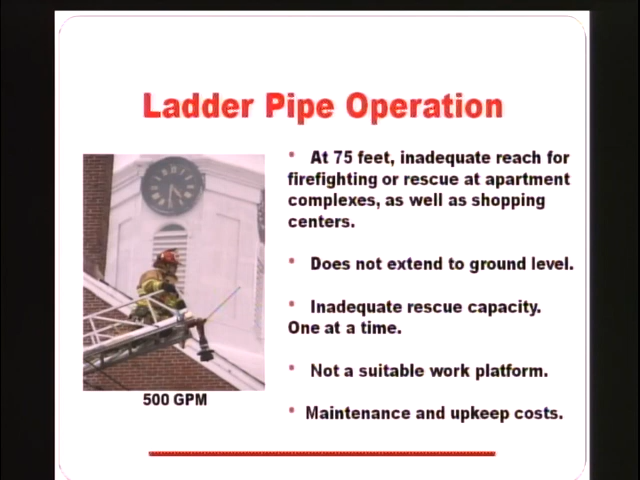 Ladder Pipe Operation
• At 75 feet, inadequate reach for
firefighting or rescue at apartment
complexes, as well as shopping
centers.
• Does not extend to ground level.
• Inadequate rescue capacity.
One at a time.
• Not a suitable work platform.
• Maintenance and upkeep costs.
500 GPM